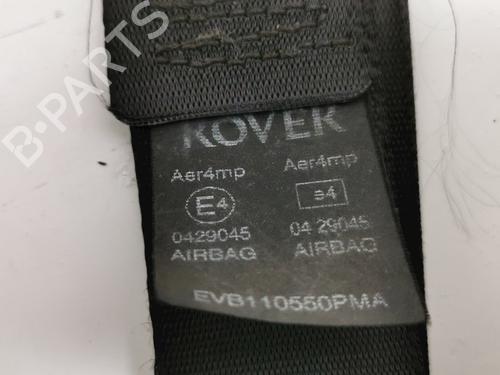 B-PARTS
ROVER
Aer4mp Aer4mp
E4 e4
0429045 04 29045
AIRBAG AIRBAG
EVB110550PMA